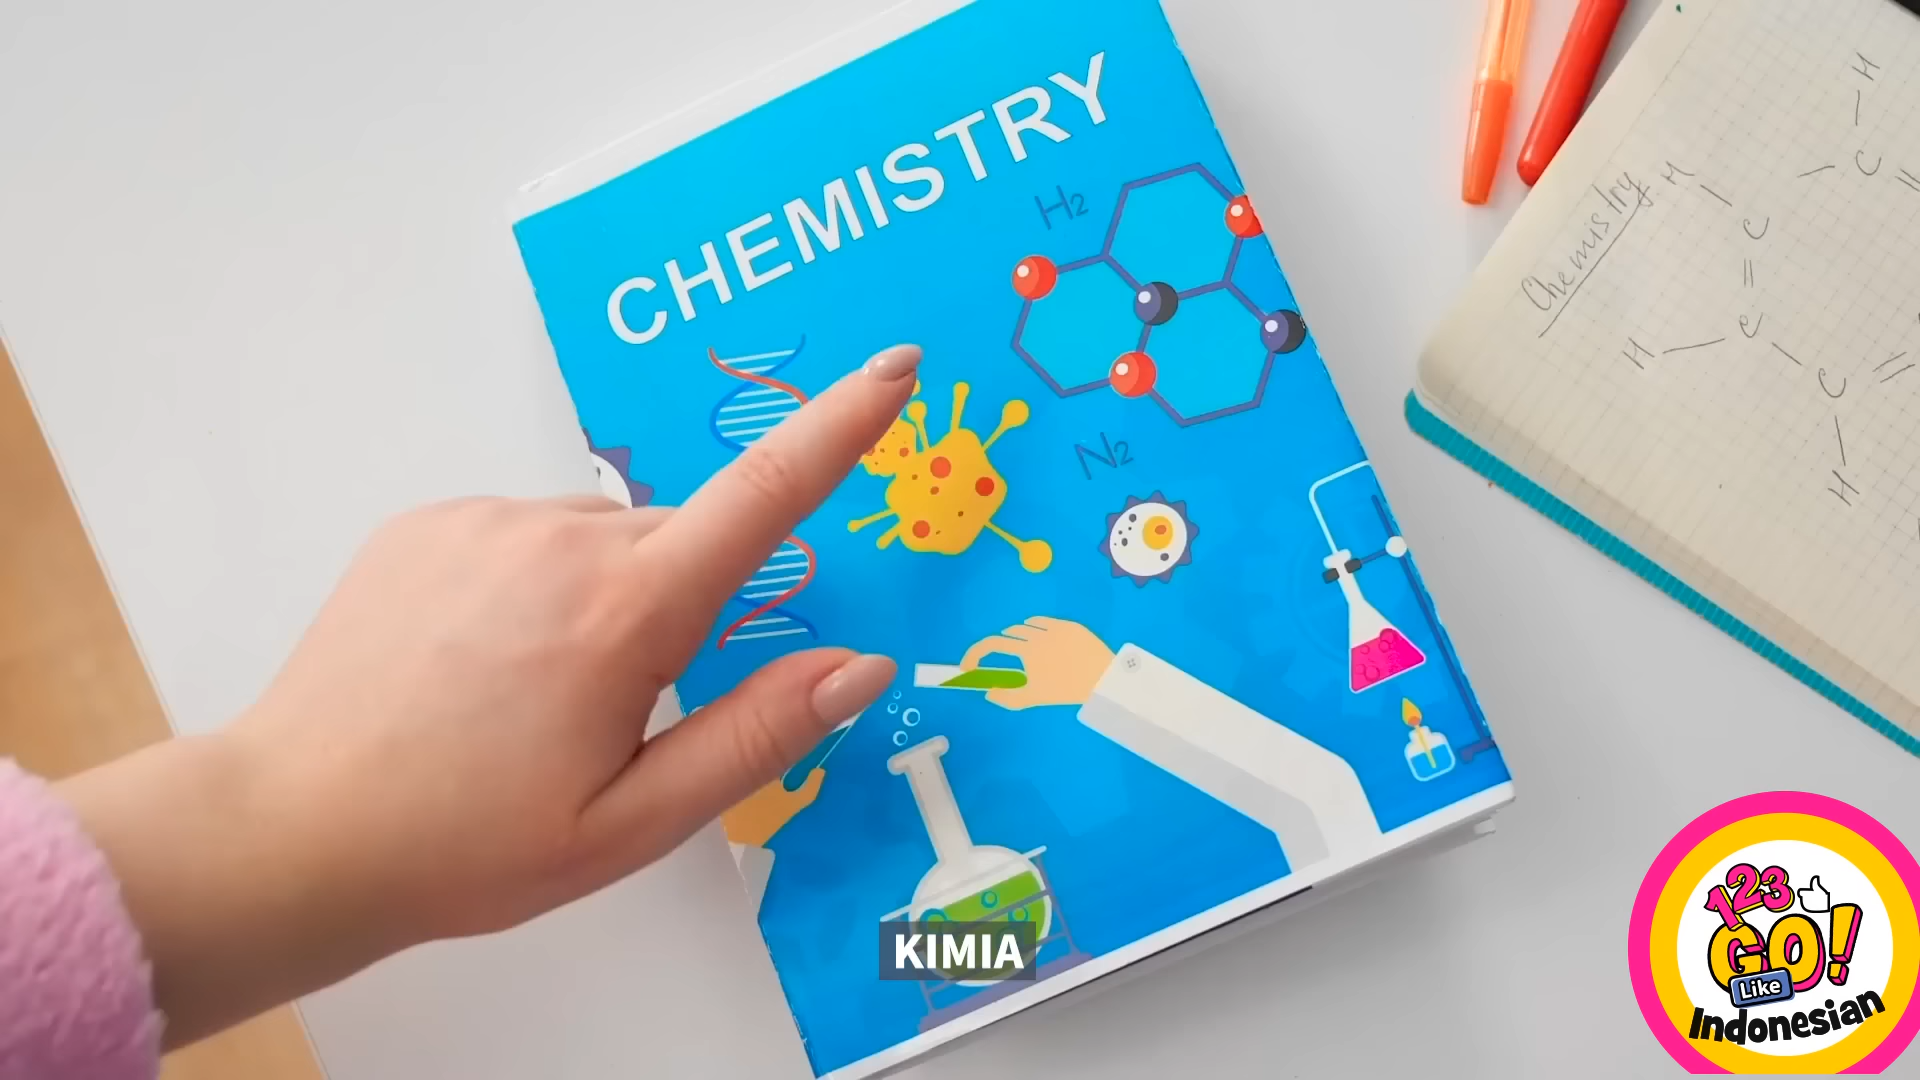 CHEMISTRY
H2
N2
Chemistry
H
C
H
C
=
H
C
C
H
KIMIA
123
GO!
Like
Indonesian